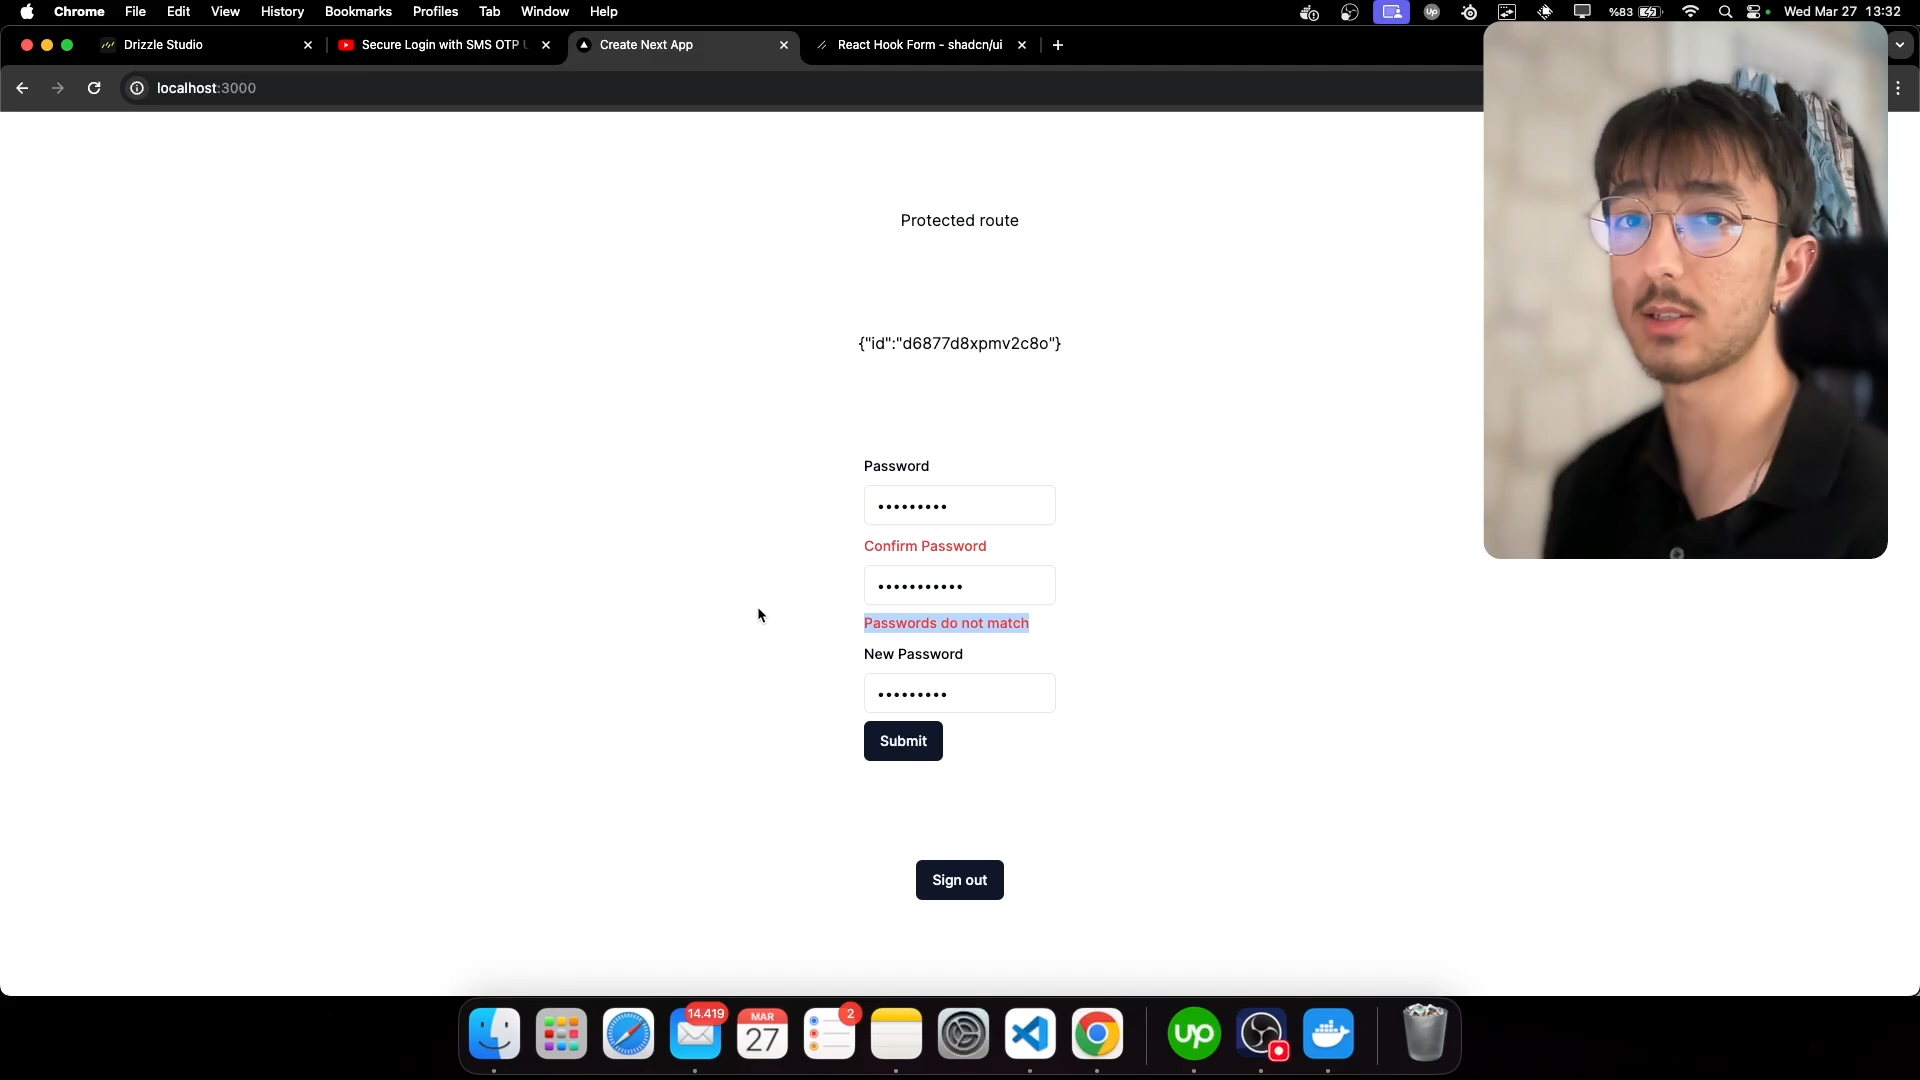 Chrome File Edit View History Bookmarks Profiles Tab Window Help
up %83 Wed Mar 27 13:32
Drizzle Studio
Secure Login with SMS OTP
Create Next App
React Hook Form - shadcn/ui
localhost:3000
Protected route
{"id":"d6877d8xpmv2c8o"}
Password
•••••••••
Confirm Password
•••••••••••
Passwords do not match
New Password
•••••••••
Submit
Sign out
14.419
MAR
27
2
up